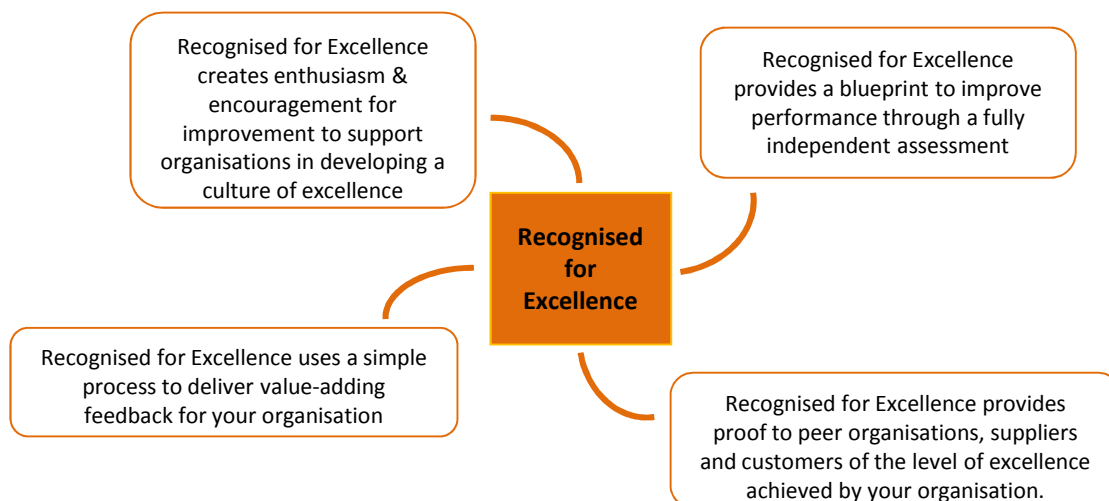 Recognised for Excellence
creates enthusiasm &
encouragement for
improvement to support
organisations in developing a
culture of excellence
Recognised for Excellence
provides a blueprint to improve
performance through a fully
independent assessment
Recognised
for
Excellence
Recognised for Excellence uses a simple
process to deliver value-adding
feedback for your organisation
Recognised for Excellence provides
proof to peer organisations, suppliers
and customers of the level of excellence
achieved by your organisation.